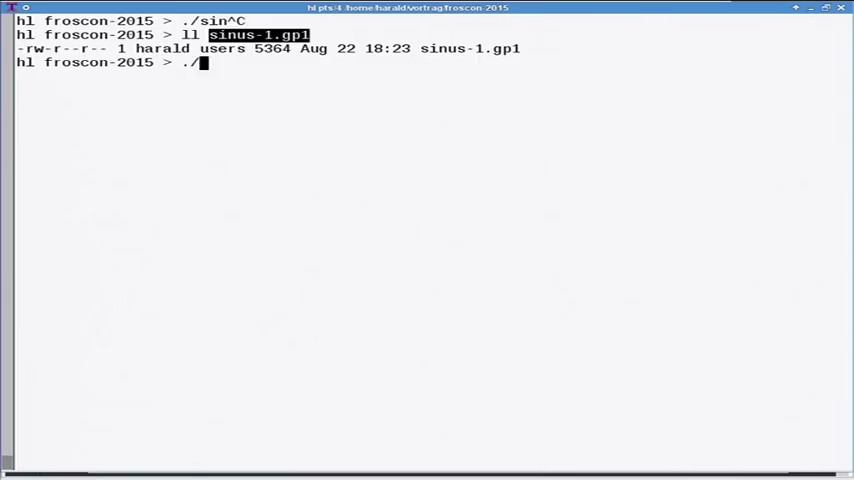 hl pts/4 /home/harald/vortrag/froscon-2015
hl froscon-2015 > ./sin^C
hl froscon-2015 > ll sinus-1.gp1
-rw-r--r-- 1 harald users 5364 Aug 22 18:23 sinus-1.gp1
hl froscon-2015 > ./